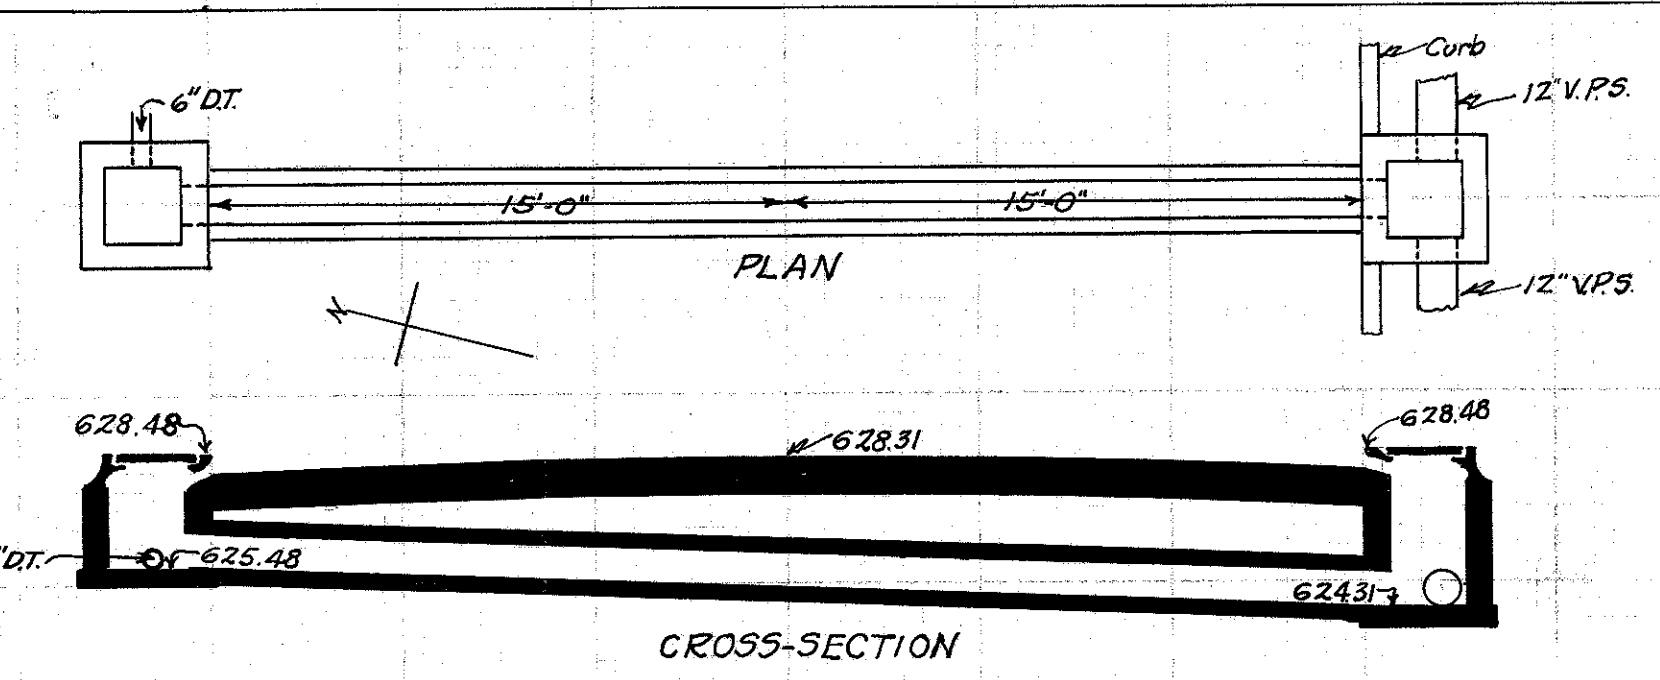 Curb
6" D.T.
12" V.P.S.
15'-0" 15'-0"
PLAN
12" V.P.S.
N
628.48
628.48
628.31
"D.T.
625.48
624.31
CROSS-SECTION